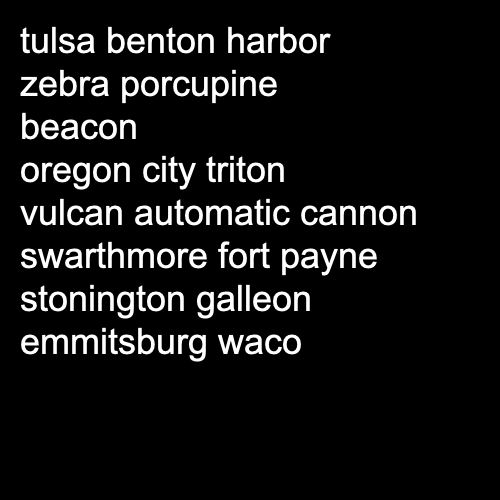 tulsa benton harbor
zebra porcupine
beacon
oregon city triton
vulcan automatic cannon
swarthmore fort payne
stonington galleon
emmitsburg waco